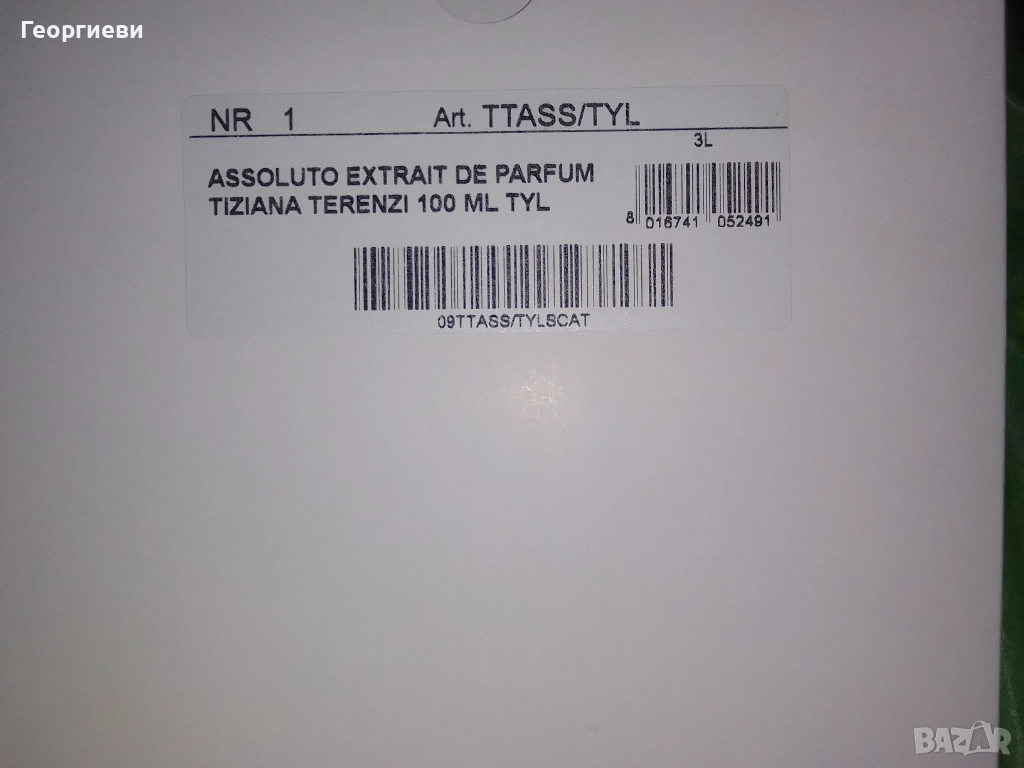 Георгиеви
NR 1 Art. TTASS/TYL
3L
ASSOLUTO EXTRAIT DE PARFUM
TIZIANA TERENZI 100 ML TYL
8 016741 052491
09TTASS/TYLSCAT
BAZAR